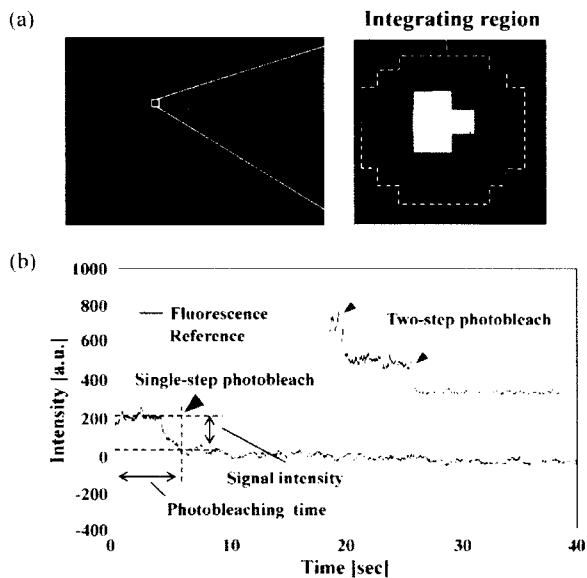 (a)
Integrating region
(b)
1000
800
600
400
200
0
-200
-400
Intensity [a.u.]
Fluorescence
Reference
Two-step photobleach
Single-step photobleach
Signal intensity
Photobleaching time
0
10
20
30
40
Time [sec]